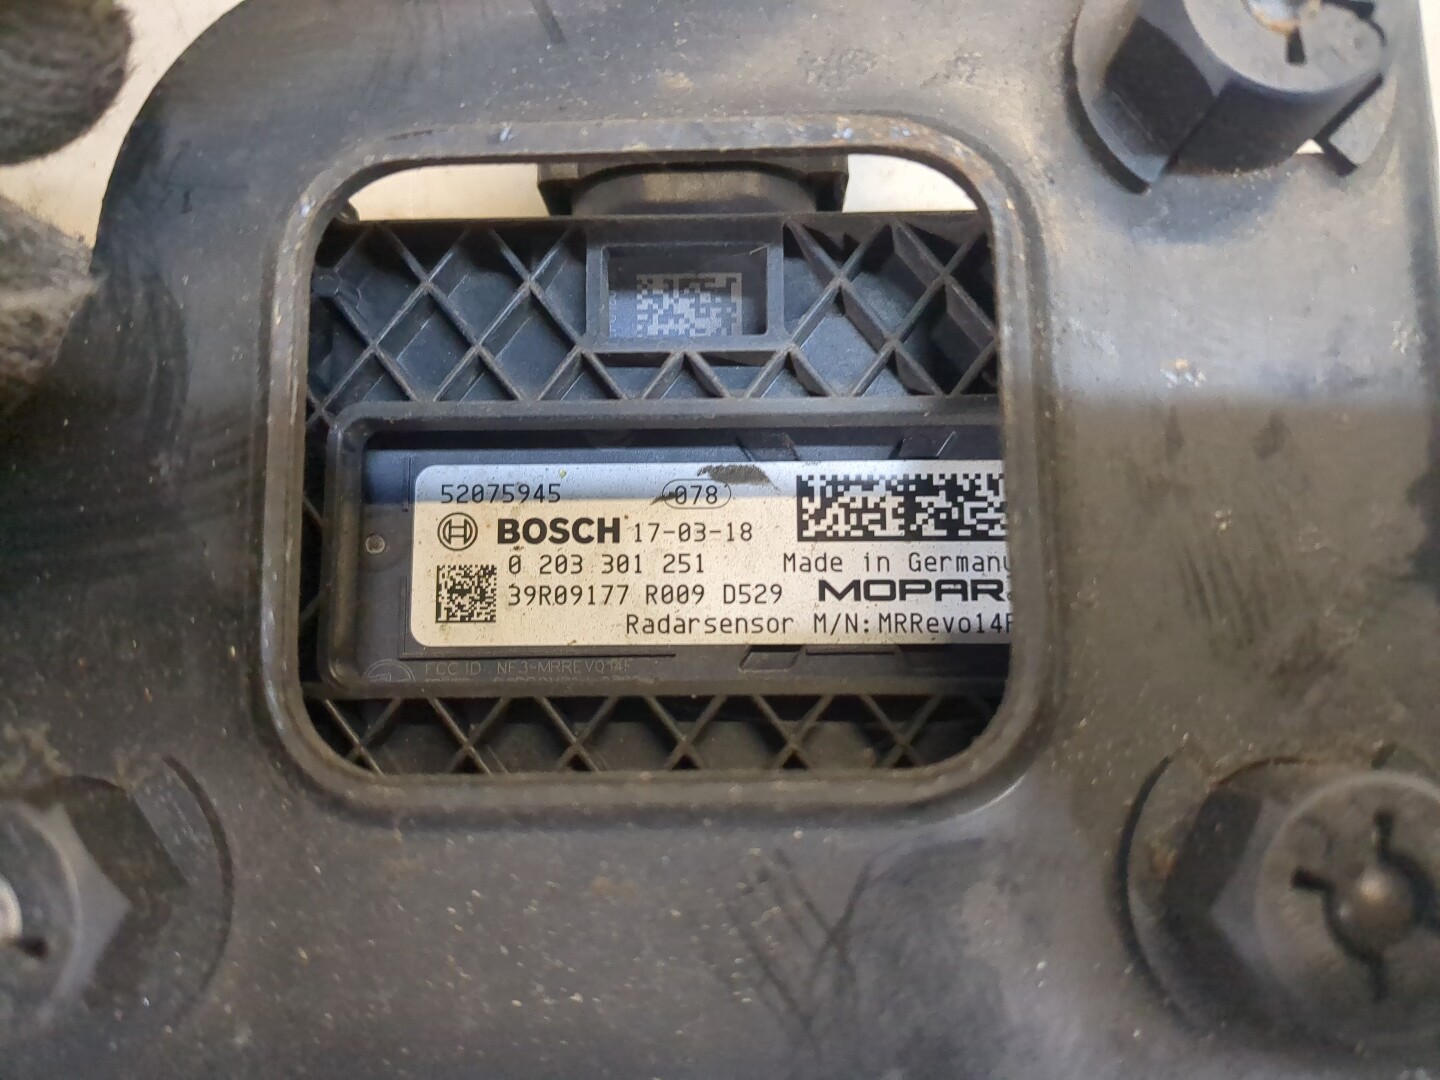 52075945 078
BOSCH 17-03-18
0 203 301 251 Made in Germany
39R09177 R009 D529 MOPAR
Radarsensor M/N:MRRevo14F
FCC ID: NF3-MRREVO14F